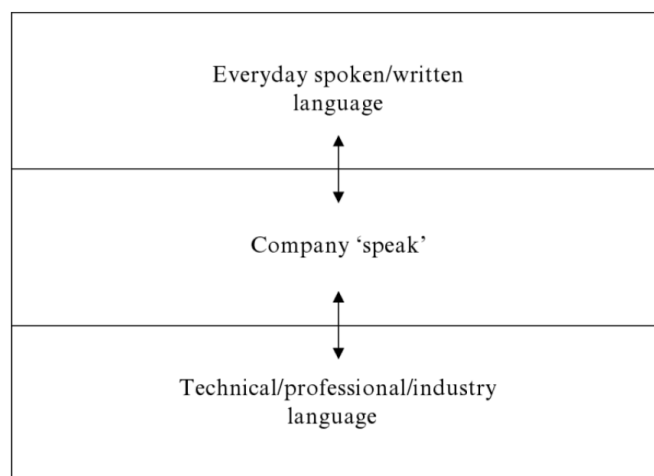 Everyday spoken/written
language
Company ‘speak’
Technical/professional/industry
language